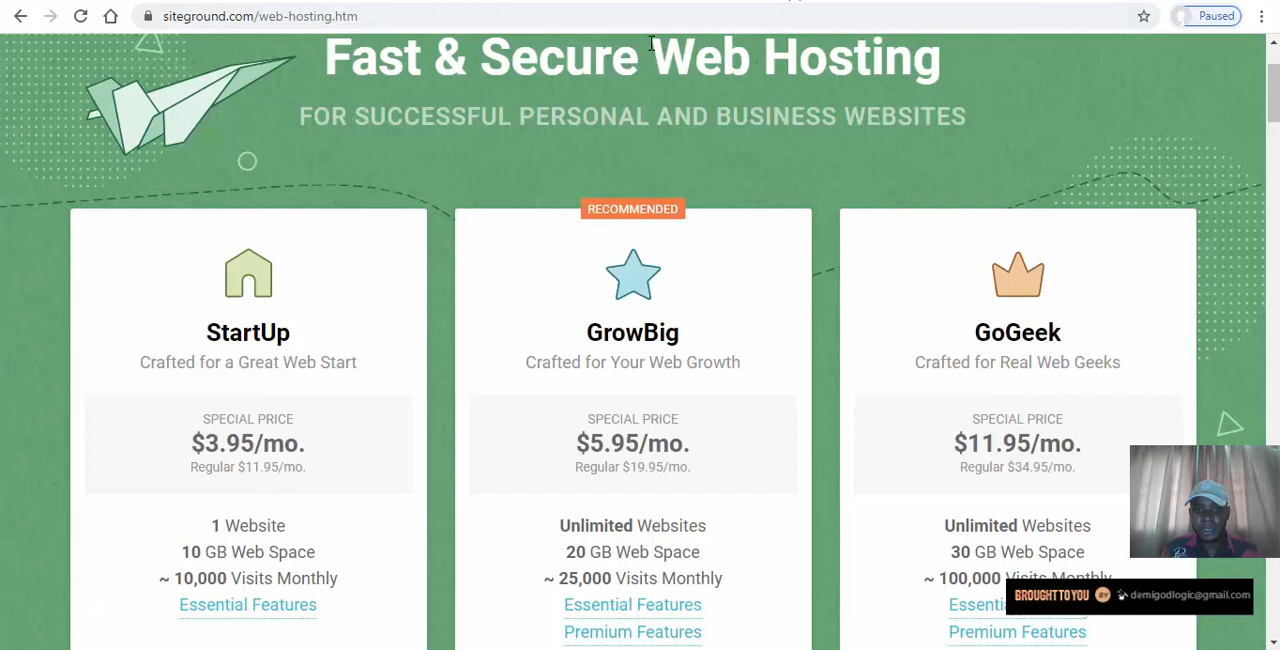 siteground.com/web-hosting.htm
Paused
Fast & Secure Web Hosting
FOR SUCCESSFUL PERSONAL AND BUSINESS WEBSITES
RECOMMENDED
StartUp
Crafted for a Great Web Start
SPECIAL PRICE
$3.95/mo.
Regular $11.95/mo.
1 Website
10 GB Web Space
~ 10,000 Visits Monthly
Essential Features
GrowBig
Crafted for Your Web Growth
SPECIAL PRICE
$5.95/mo.
Regular $19.95/mo.
Unlimited Websites
20 GB Web Space
~ 25,000 Visits Monthly
Essential Features
Premium Features
GoGeek
Crafted for Real Web Geeks
SPECIAL PRICE
$11.95/mo.
Regular $34.95/mo.
Unlimited Websites
30 GB Web Space
~ 100,000 Visits Monthly
Essenti
Premium Features
BROUGHT TO YOU BY demigodlogic@gmail.com